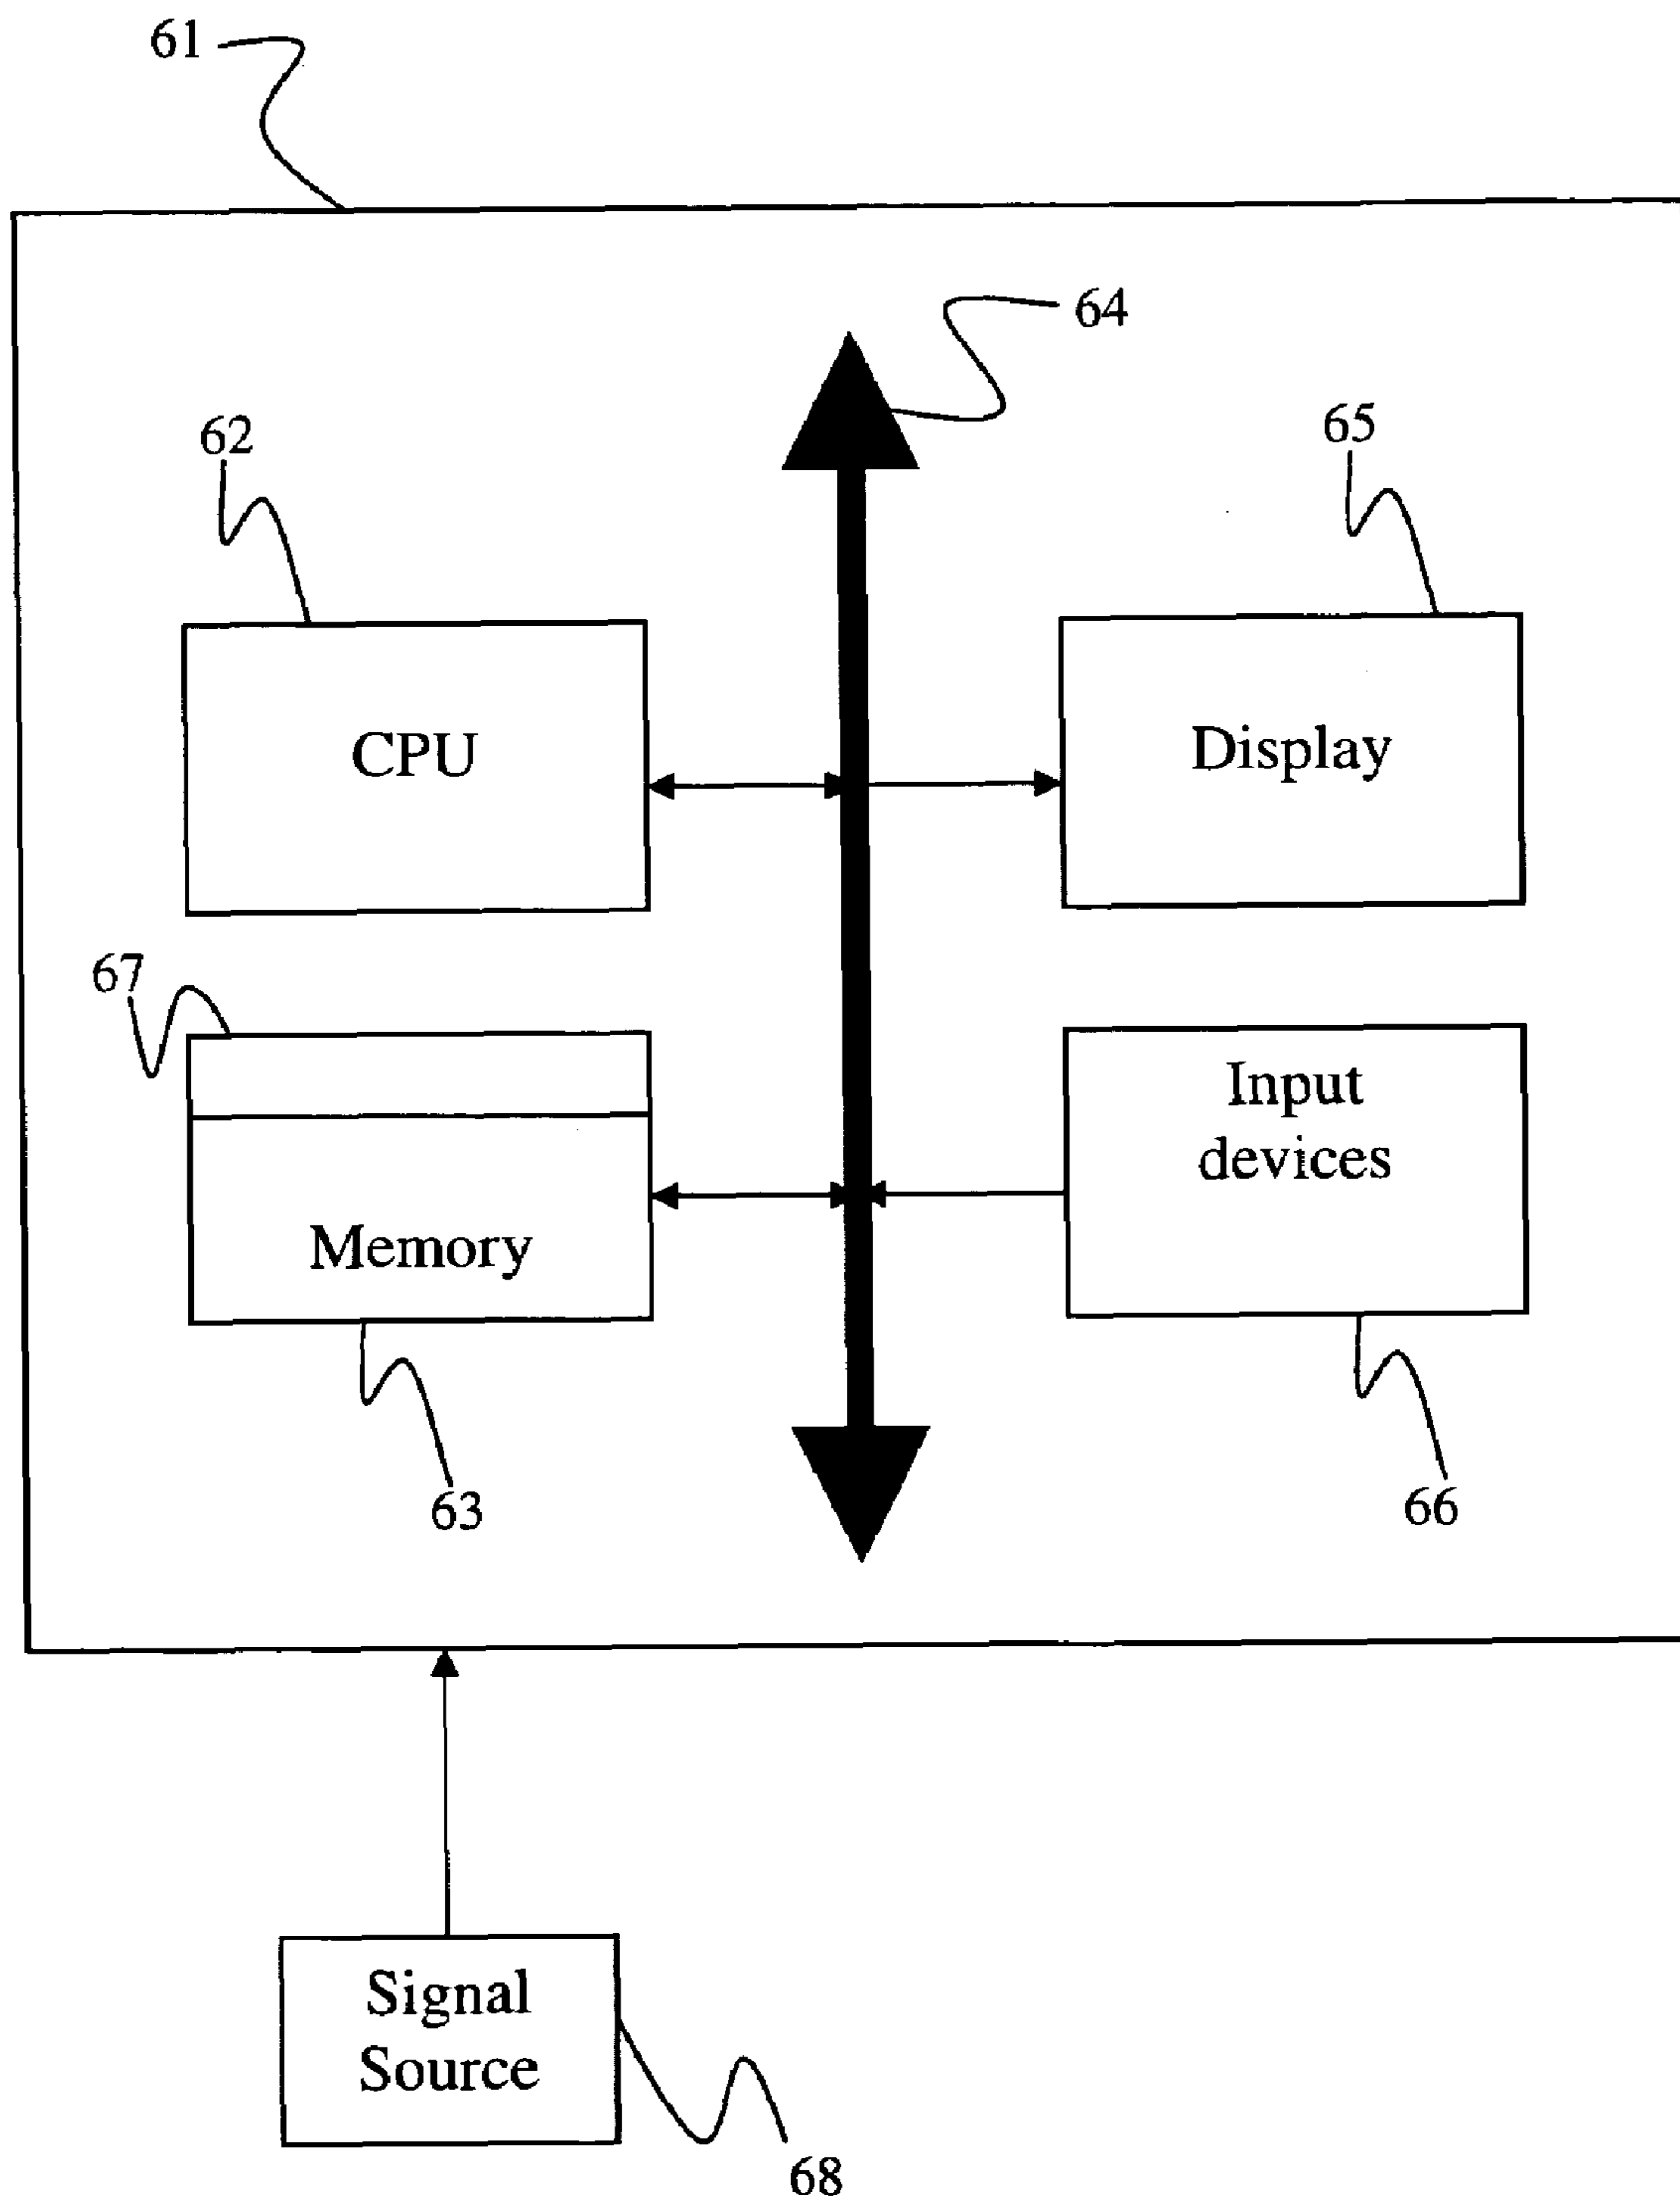 61
64
62
65
CPU
Display
67
Input
devices
Memory
63
66
Signal
Source
68